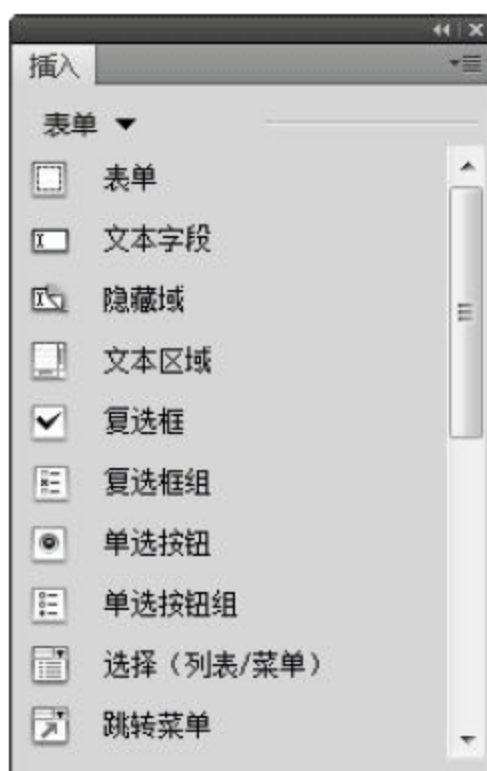 插入
表单
表单
文本字段
隐藏域
文本区域
复选框
复选框组
单选按钮
单选按钮组
选择（列表/菜单）
跳转菜单